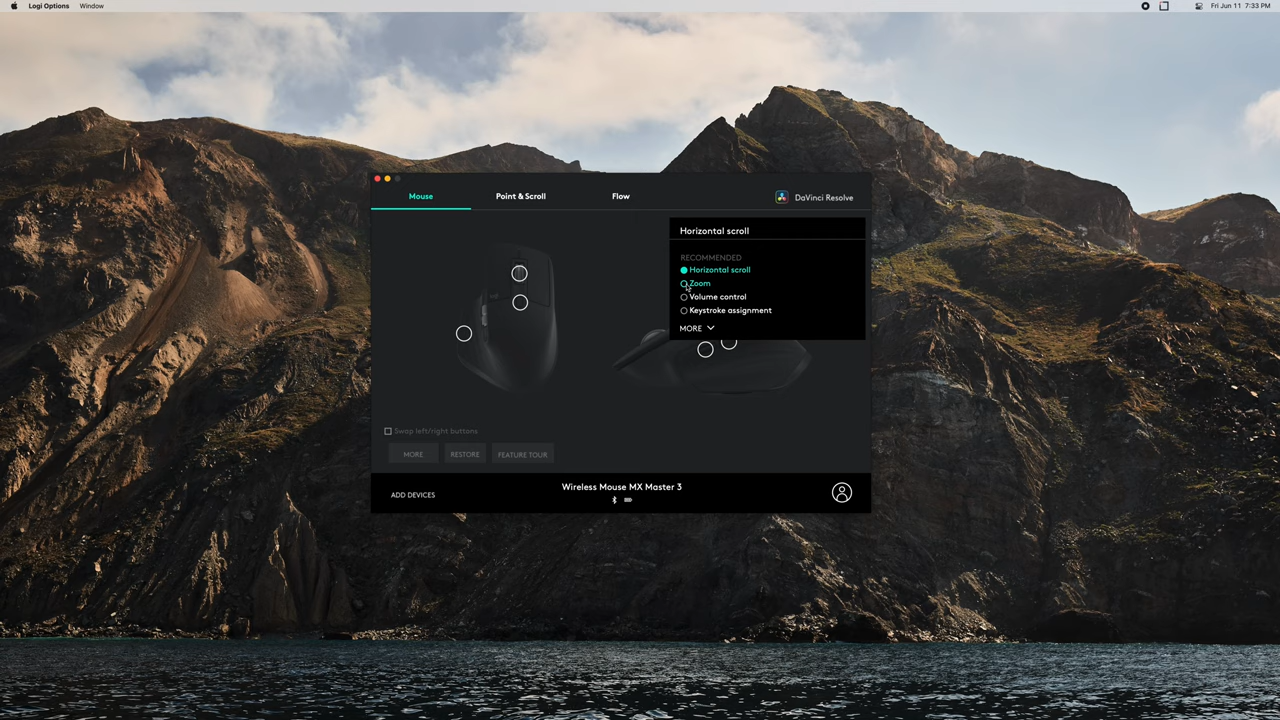 Logi Options Window
Fri Jun 11 7:33 PM
Mouse
Point & Scroll
Flow
DaVinci Resolve
Horizontal scroll
RECOMMENDED
Horizontal scroll
Zoom
Volume control
Keystroke assignment
MORE
Swap left/right buttons
MORE
RESTORE
FEATURE TOUR
ADD DEVICES
Wireless Mouse MX Master 3